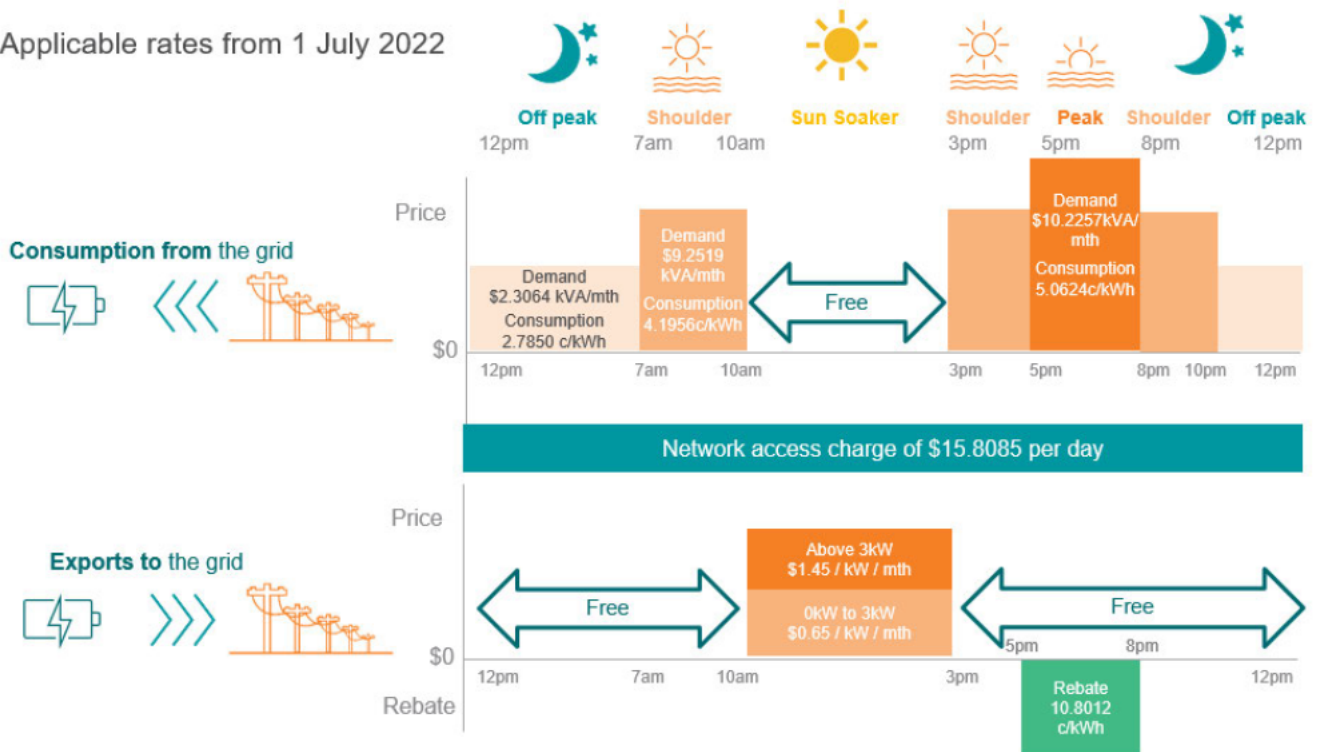 Applicable rates from 1 July 2022
Off peak Shoulder Sun Soaker Shoulder Peak Shoulder Off peak
12pm 7am 10am 3pm 5pm 8pm 12pm
Price
Consumption from the grid
Demand
$2.3064 kVA/mth
Consumption
2.7850 c/kWh
Demand
$9.2519
kVA/mth
Consumption
4.1956c/kWh
Free
Demand
$10.2257kVA/
mth
Consumption
5.0624c/kWh
$0
12pm 7am 10am 3pm 5pm 8pm 10pm 12pm
Network access charge of $15.8085 per day
Price
Exports to the grid
Free
Above 3kW
$1.45 / kW / mth
0kW to 3kW
$0.65 / kW / mth
Free
5pm 8pm
$0
12pm 7am 10am 3pm 12pm
Rebate
Rebate
10.8012
c/kWh